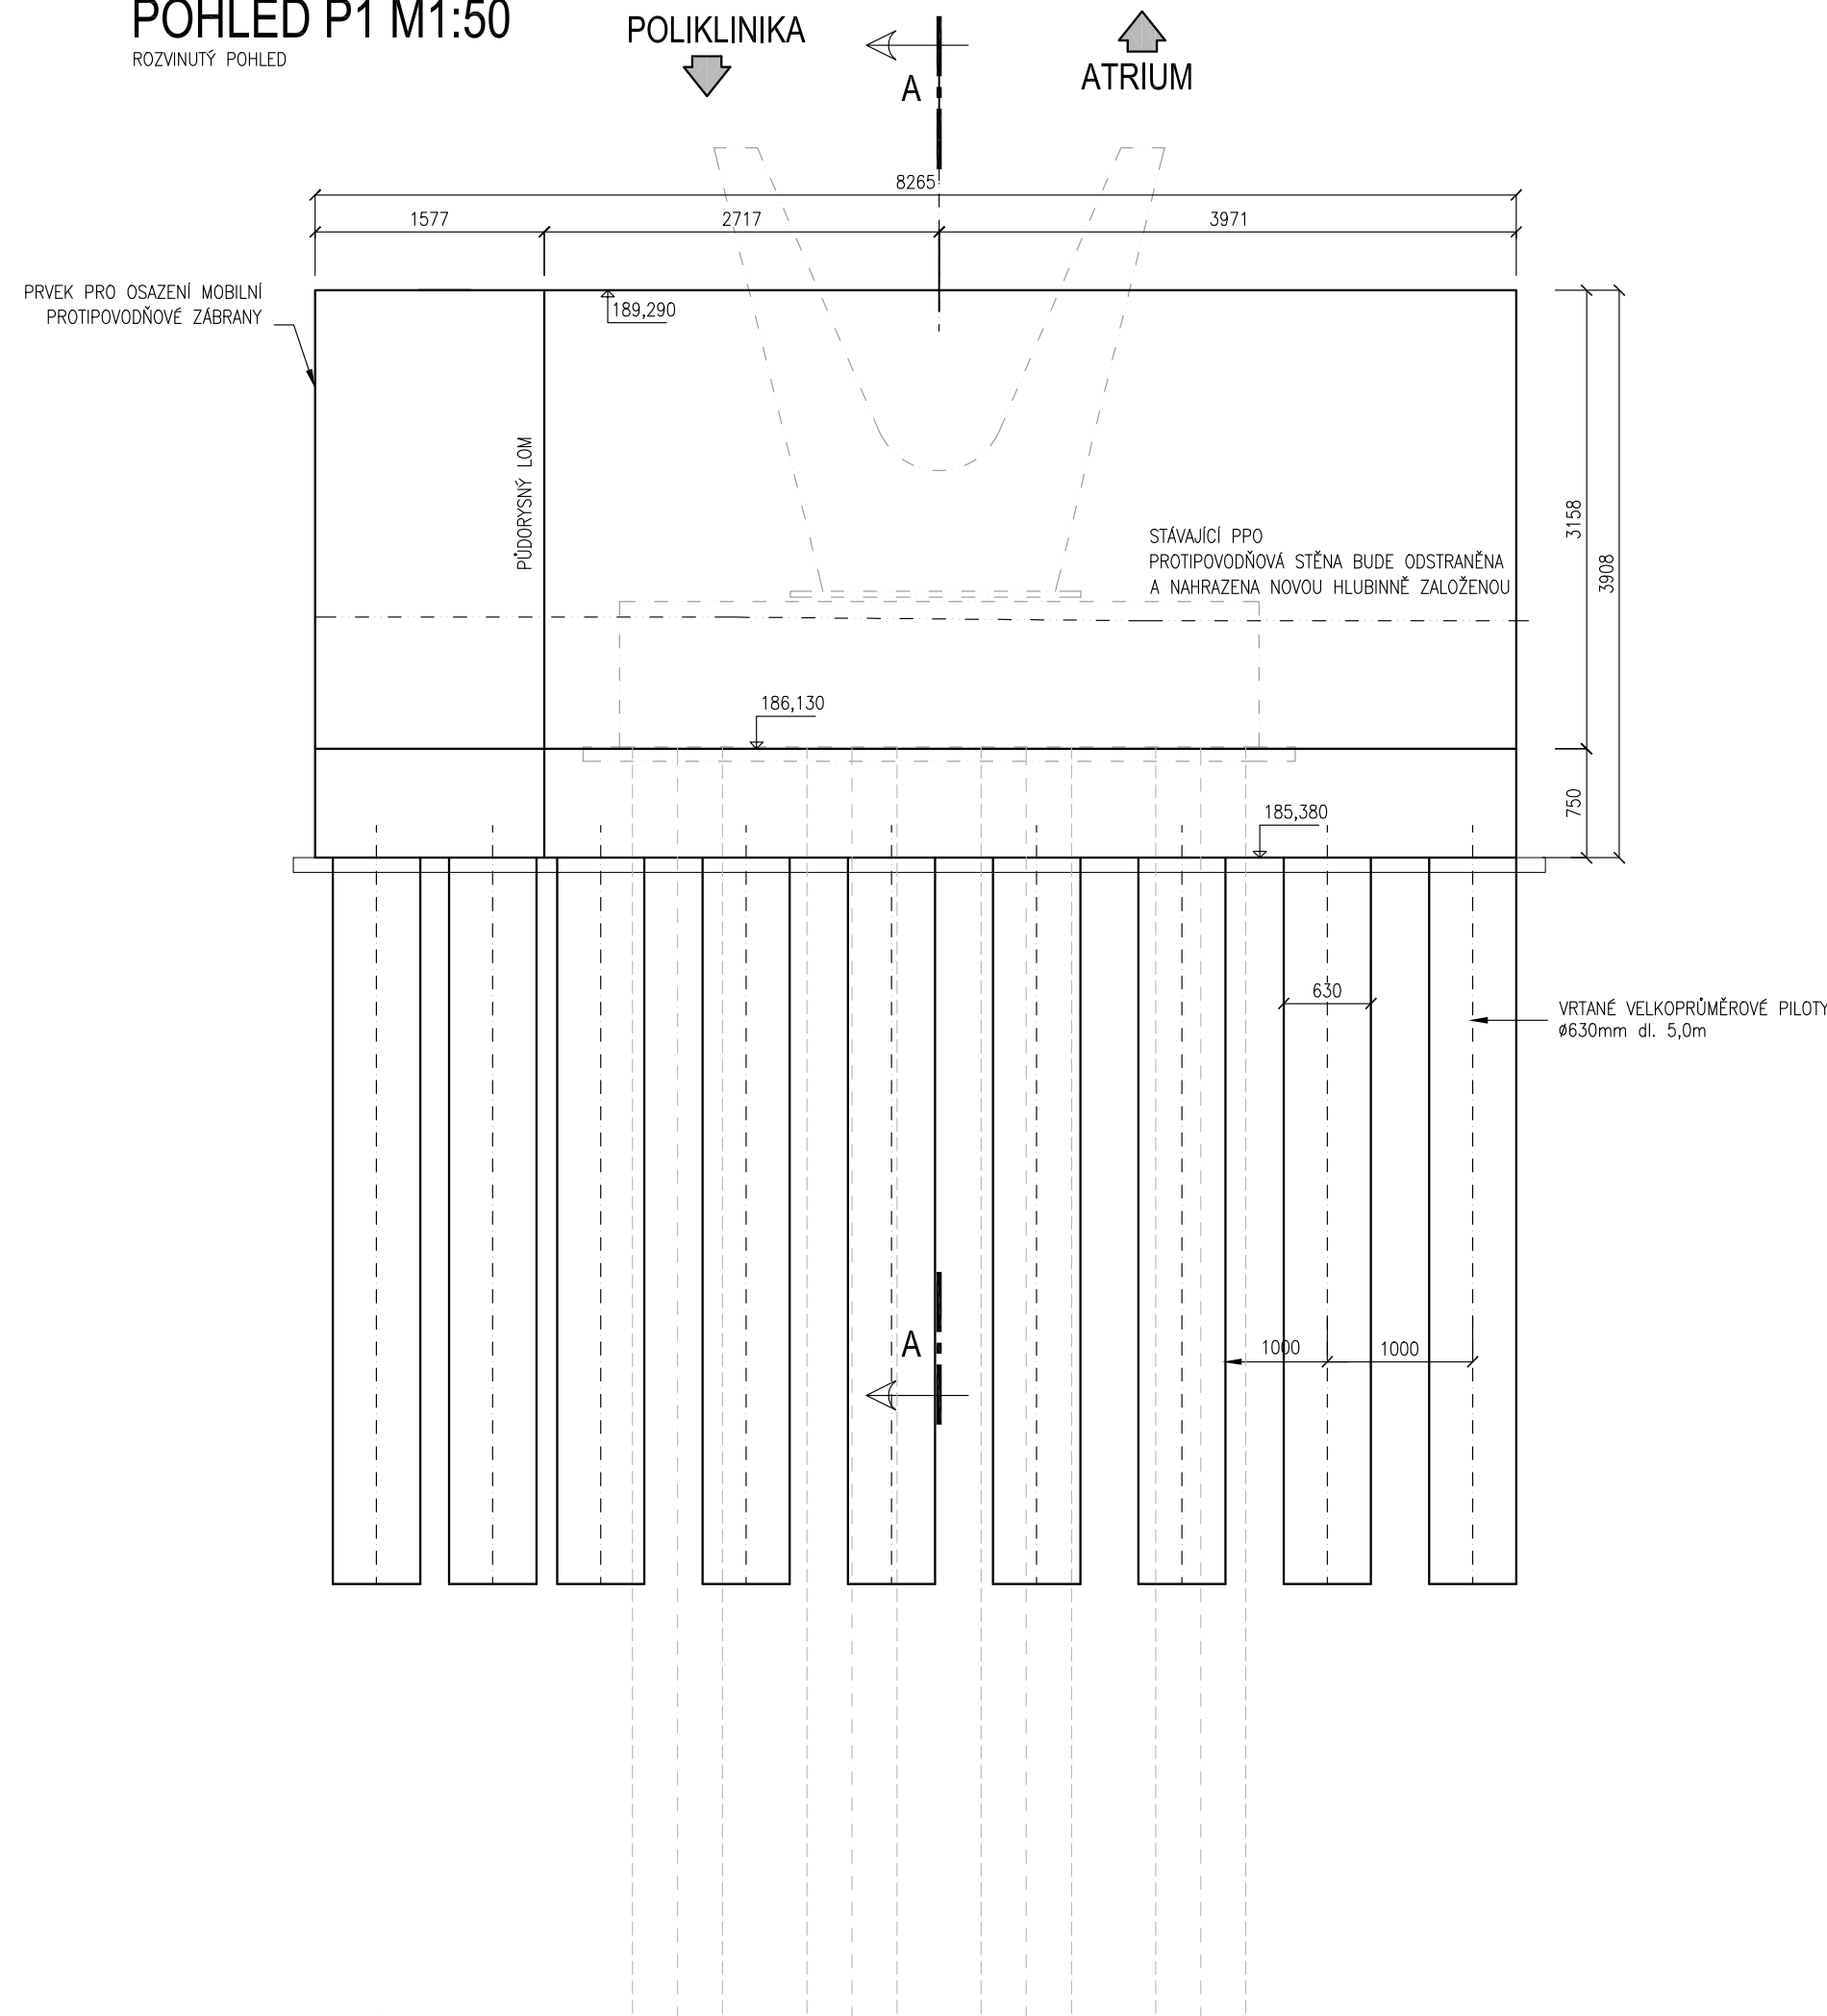 POHLED P1 M1:50
ROZVINUTÝ POHLED
POLIKLINIKA
ATRIUM
A
8265
1577
2717
3971
PRVEK PRO OSAZENÍ MOBILNÍ
PROTIPOVODŇOVÉ ZÁBRANY
189,290
PŮDORYSNÝ LOM
STÁVAJÍCÍ PPO
PROTIPOVODŇOVÁ STĚNA BUDE ODSTRANĚNA
A NAHRAZENA NOVOU HLUBINNĚ ZALOŽENOU
3158
3908
186,130
750
185,380
630
VRTANÉ VELKOPRŮMĚROVÉ PILOTY
ø630mm dl. 5,0m
A
1000
1000